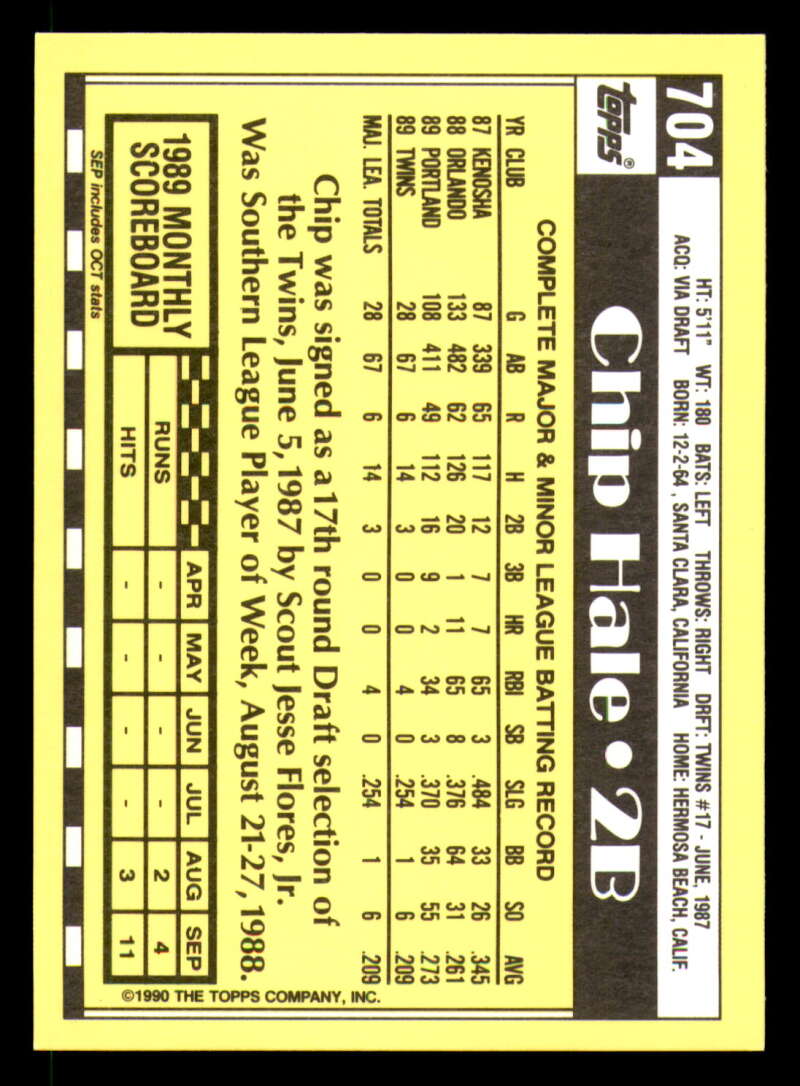 704
topps®
HT: 5'11" WT: 180 BATS: LEFT THROWS: RIGHT DRFT: TWINS #17 - JUNE, 1987
ACQ: VIA DRAFT BORN: 12-2-64, SANTA CLARA, CALIFORNIA HOME: HERMOSA BEACH, CALIF.
Chip Hale • 2B
COMPLETE MAJOR & MINOR LEAGUE BATTING RECORD
YR CLUB G AB R H 2B 3B HR RBI SB SLG BB SO AVG
87 KENOSHA 87 339 65 117 12 7 7 65 3 .484 33 26 .345
88 ORLANDO 133 482 62 126 20 1 11 65 8 .376 64 31 .261
89 PORTLAND 108 411 49 112 16 9 2 34 3 .370 35 55 .273
89 TWINS 28 67 6 14 3 0 0 4 0 .254 1 6 .209
MAJ. LEA. TOTALS 28 67 6 14 3 0 0 4 0 .254 1 6 .209
Chip was signed as a 17th round Draft selection of
the Twins, June 5, 1987 by Scout Jesse Flores, Jr.
Was Southern League Player of Week, August 21-27, 1988.
1989 MONTHLY
SCOREBOARD
APR MAY JUN JUL AUG SEP
RUNS - - - - 2 4
HITS - - - - 3 11
SEP includes OCT stats
©1990 THE TOPPS COMPANY, INC.